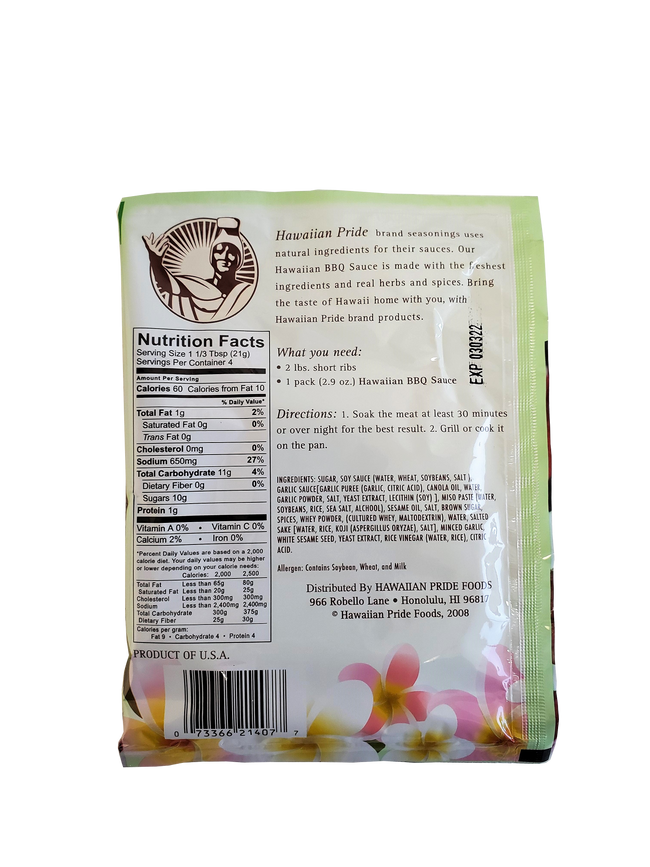 Hawaiian Pride brand seasonings uses
natural ingredients for their sauces. Our
Hawaiian BBQ Sauce is made with the freshest
ingredients and real herbs and spices. Bring
the taste of Hawaii home with you, with
Hawaiian Pride brand products.
EXP 030322
What you need:
• 2 lbs. short ribs
• 1 pack (2.9 oz.) Hawaiian BBQ Sauce
Directions: 1. Soak the meat at least 30 minutes
or over night for the best result. 2. Grill or cook it
on the pan.
INGREDIENTS: SUGAR, SOY SAUCE (WATER, WHEAT, SOYBEANS, SALT ),
GARLIC SAUCE[GARLIC PUREE (GARLIC, CITRIC ACID), CANOLA OIL, WATER,
GARLIC POWDER, SALT, YEAST EXTRACT, LECITHIN (SOY) ], MISO PASTE (WATER,
SOYBEANS, RICE, SEA SALT, ALCHOOL), SESAME OIL, SALT, BROWN SUGAR,
SPICES, WHEY POWDER, (CULTURED WHEY, MALTODEXTRIN), WATER, SALTED
SAKE [WATER, RICE, KOJI (ASPERGILLUS ORYZAE), SALT], MINCED GARLIC,
WHITE SESAME SEED, YEAST EXTRACT, RICE VINEGAR (WATER, RICE), CITRIC
ACID.
Allergen: Contains Soybean, Wheat, and Milk
Distributed By HAWAIIAN PRIDE FOODS
966 Robello Lane • Honolulu, HI 96817
© Hawaiian Pride Foods, 2008
Nutrition Facts
Serving Size 1 1/3 Tbsp (21g)
Servings Per Container 4
Amount Per Serving
Calories 60 Calories from Fat 10
% Daily Value*
Total Fat 1g 2%
Saturated Fat 0g 0%
Trans Fat 0g
Cholesterol 0mg 0%
Sodium 650mg 27%
Total Carbohydrate 11g 4%
Dietary Fiber 0g 0%
Sugars 10g
Protein 1g
Vitamin A 0% • Vitamin C 0%
Calcium 2% • Iron 0%
*Percent Daily Values are based on a 2,000
calorie diet. Your daily values may be higher
or lower depending on your calorie needs:
Calories: 2,000 2,500
Total Fat Less than 65g 80g
Saturated Fat Less than 20g 25g
Cholesterol Less than 300mg 300mg
Sodium Less than 2,400mg 2,400mg
Total Carbohydrate 300g 375g
Dietary Fiber 25g 30g
Calories per gram:
Fat 9 • Carbohydrate 4 • Protein 4
PRODUCT OF U.S.A.
0 73366 21407 7